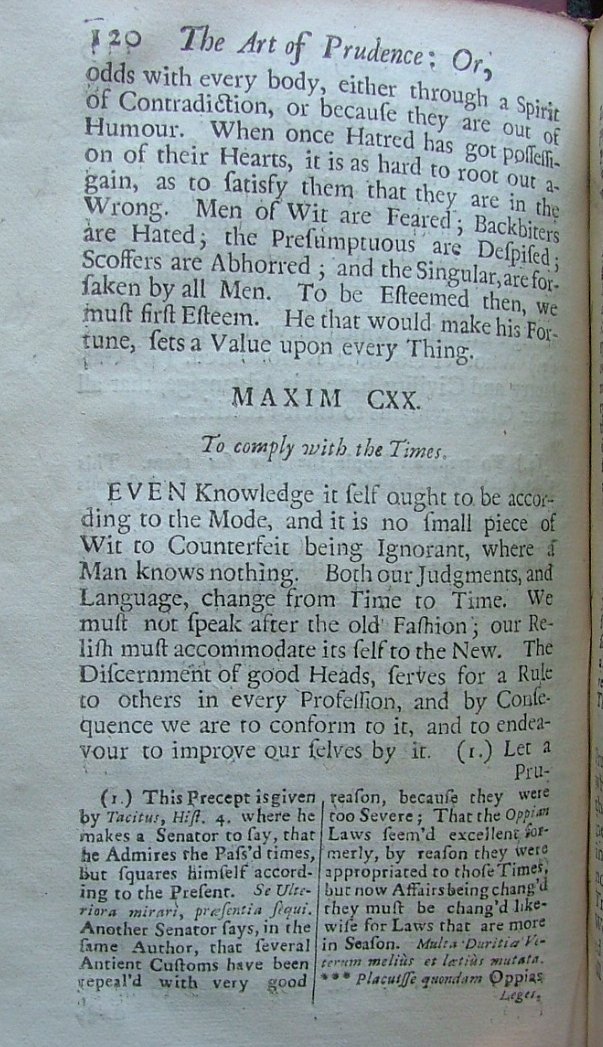 120 The Art of Prudence: Or,
odds with every body, either through a Spirit
of Contradiction, or becauſe they are out of
Humour. When once Hatred has got poſſeſſi-
on of their Hearts, it is as hard to root out a-
gain, as to ſatisfy them that they are in the
Wrong. Men of Wit are Feared; Backbiters
are Hated; the Preſumptuous are Deſpiſed;
Scoffers are Abhorred; and the Singular, are for-
ſaken by all Men. To be Eſteemed then, we
muſt firſt Eſteem. He that would make his For-
tune, ſets a Value upon every Thing.
MAXIM CXX.
To comply with the Times.
EVEN Knowledge it ſelf ought to be accor-
ding to the Mode, and it is no ſmall piece of
Wit to Counterfeit being Ignorant, where a
Man knows nothing. Both our Judgments, and
Language, change from Time to Time. We
muſt not ſpeak after the old Faſhion; our Re-
liſh muſt accommodate its ſelf to the New. The
Diſcernment of good Heads, ſerves for a Rule
to others in every Profeſſion, and by Conſe-
quence we are to conform to it, and to endea-
vour to improve our ſelves by it. (1.) Let a
Pru-
(1.) This Precept is given
by Tacitus, Hiſt. 4. where he
makes a Senator to ſay, that
he Admires the Paſs'd times,
but ſquares himſelf accord-
ing to the Preſent. Se Ulte-
riora mirari, præſentia ſequi.
Another Senator ſays, in the
ſame Author, that ſeveral
Antient Cuſtoms have been
repeal'd with very good
reaſon, becauſe they were
too Severe; That the Oppian
Laws ſeem'd excellent for-
merly, by reaſon they were
appropriated to thoſe Times,
but now Affairs being chang'd
they muſt be chang'd like-
wiſe for Laws that are more
in Seaſon. Multa Duritiæ Ve-
terum meliùs et lætiùs mutata.
*** Placuiſſe quondam Oppias
Leges,